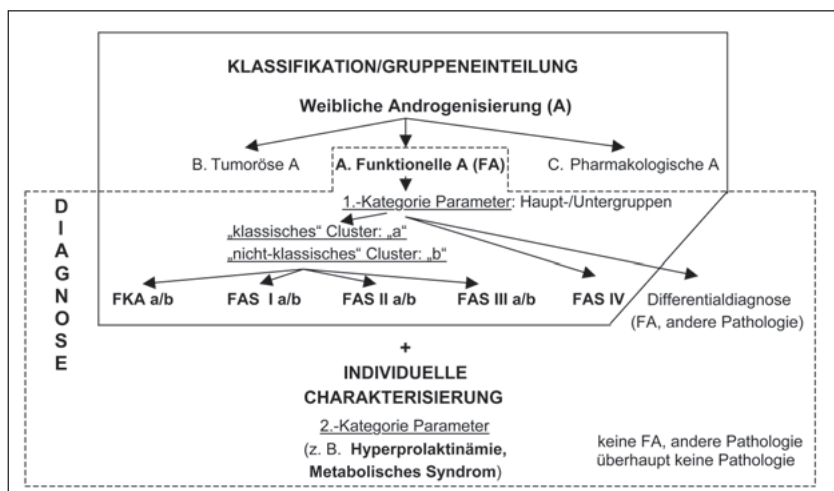 KLASSIFIKATION/GRUPPENEINTEILUNG
Weibliche Androgenisierung (A)
B. Tumoröse A
A. Funktionelle A (FA)
C. Pharmakologische A
DIAGNOSE
1.-Kategorie Parameter: Haupt-/Untergruppen
„klassisches“ Cluster: „a“
„nicht-klassisches“ Cluster: „b“
FKA a/b
FAS I a/b
FAS II a/b
FAS III a/b
FAS IV
Differentialdiagnose
(FA, andere Pathologie)
+
INDIVIDUELLE
CHARAKTERISIERUNG
2.-Kategorie Parameter
(z. B. Hyperprolaktinämie,
Metabolisches Syndrom)
keine FA, andere Pathologie
überhaupt keine Pathologie